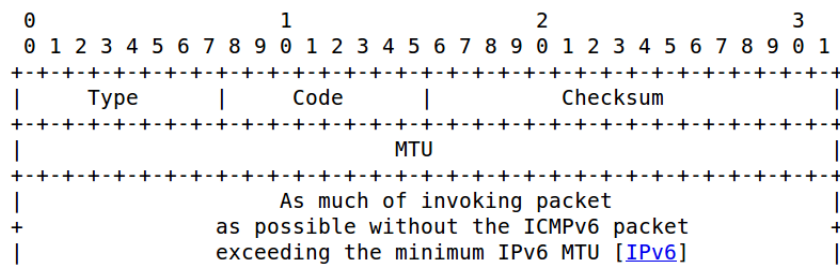 0                   1                   2                   3
 0 1 2 3 4 5 6 7 8 9 0 1 2 3 4 5 6 7 8 9 0 1 2 3 4 5 6 7 8 9 0 1
+-+-+-+-+-+-+-+-+-+-+-+-+-+-+-+-+-+-+-+-+-+-+-+-+-+-+-+-+-+-+-+-+
|     Type      |     Code      |          Checksum             |
+-+-+-+-+-+-+-+-+-+-+-+-+-+-+-+-+-+-+-+-+-+-+-+-+-+-+-+-+-+-+-+-+
|                             MTU                               |
+-+-+-+-+-+-+-+-+-+-+-+-+-+-+-+-+-+-+-+-+-+-+-+-+-+-+-+-+-+-+-+-+
|                    As much of invoking packet                 |
+               as possible without the ICMPv6 packet           +
|               exceeding the minimum IPv6 MTU [IPv6]           |